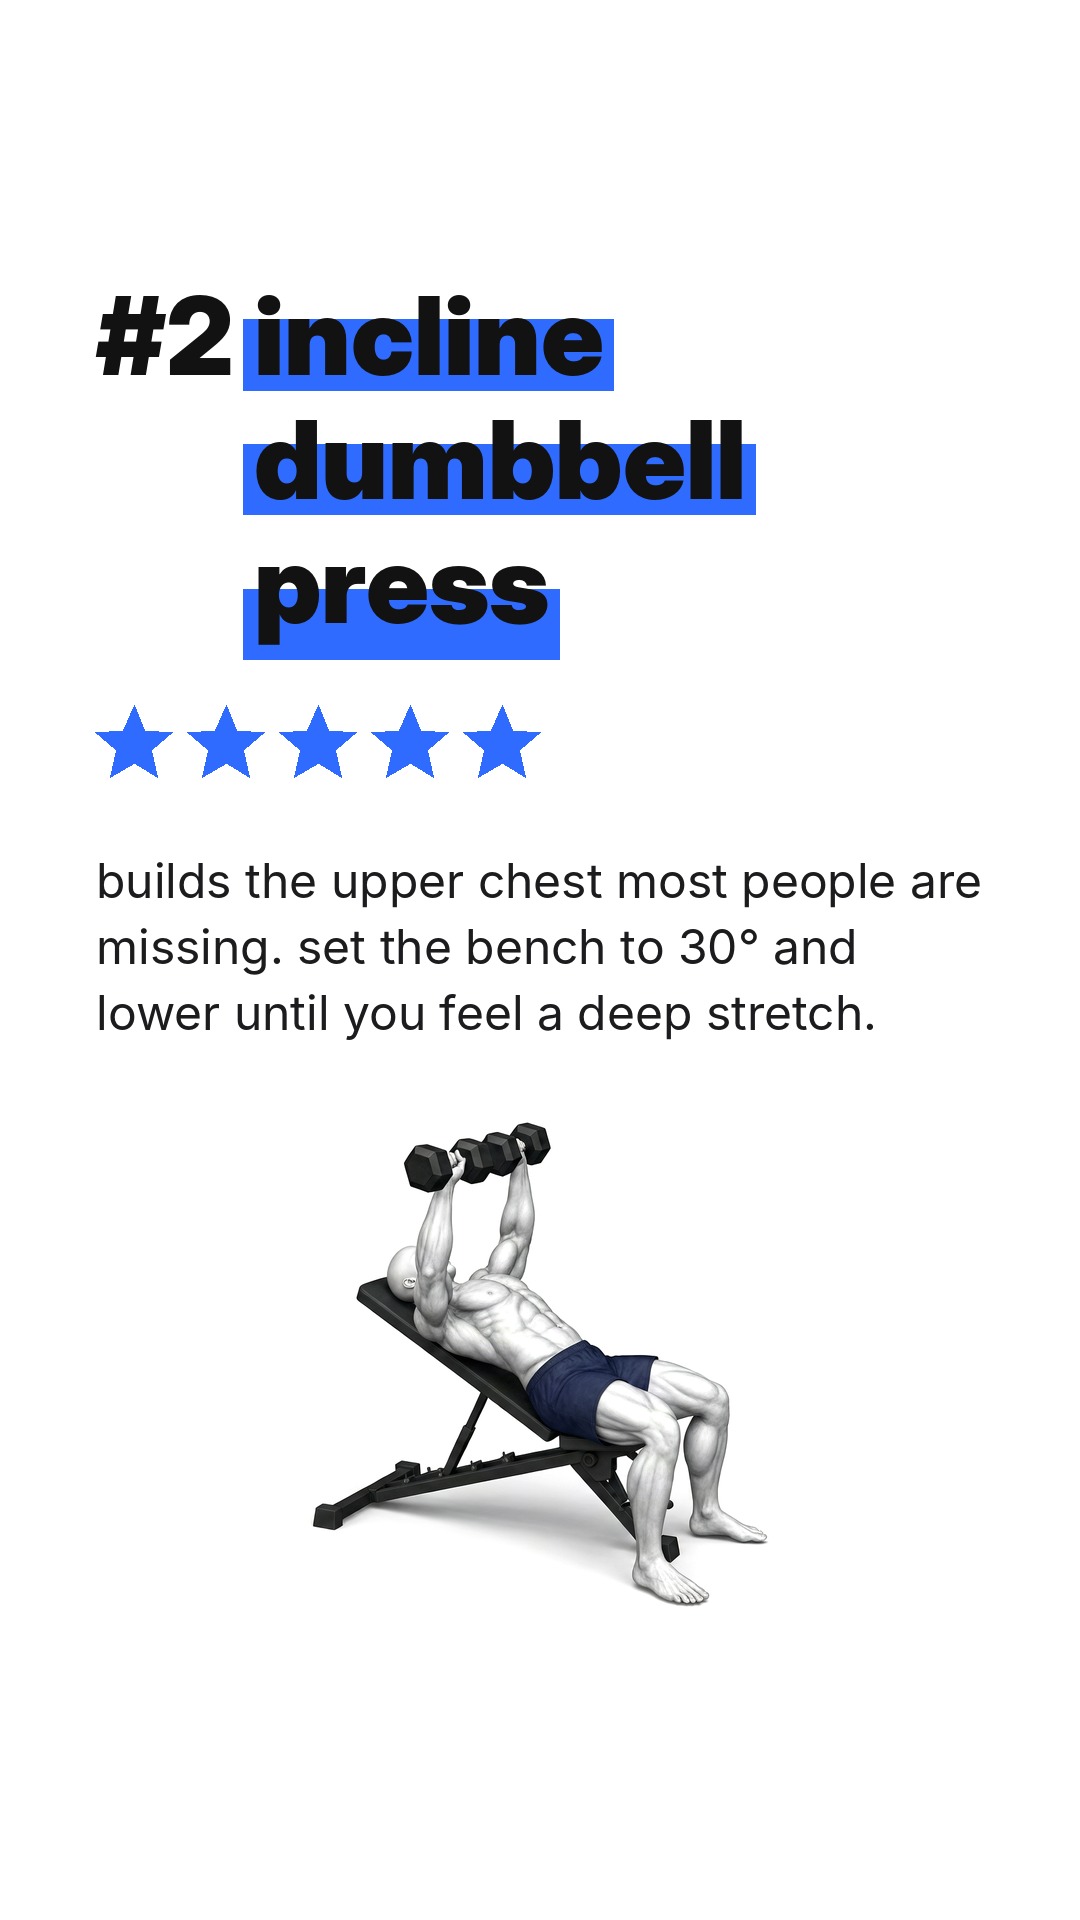 #2 incline
dumbbell
press
builds the upper chest most people are
missing. set the bench to 30° and
lower until you feel a deep stretch.